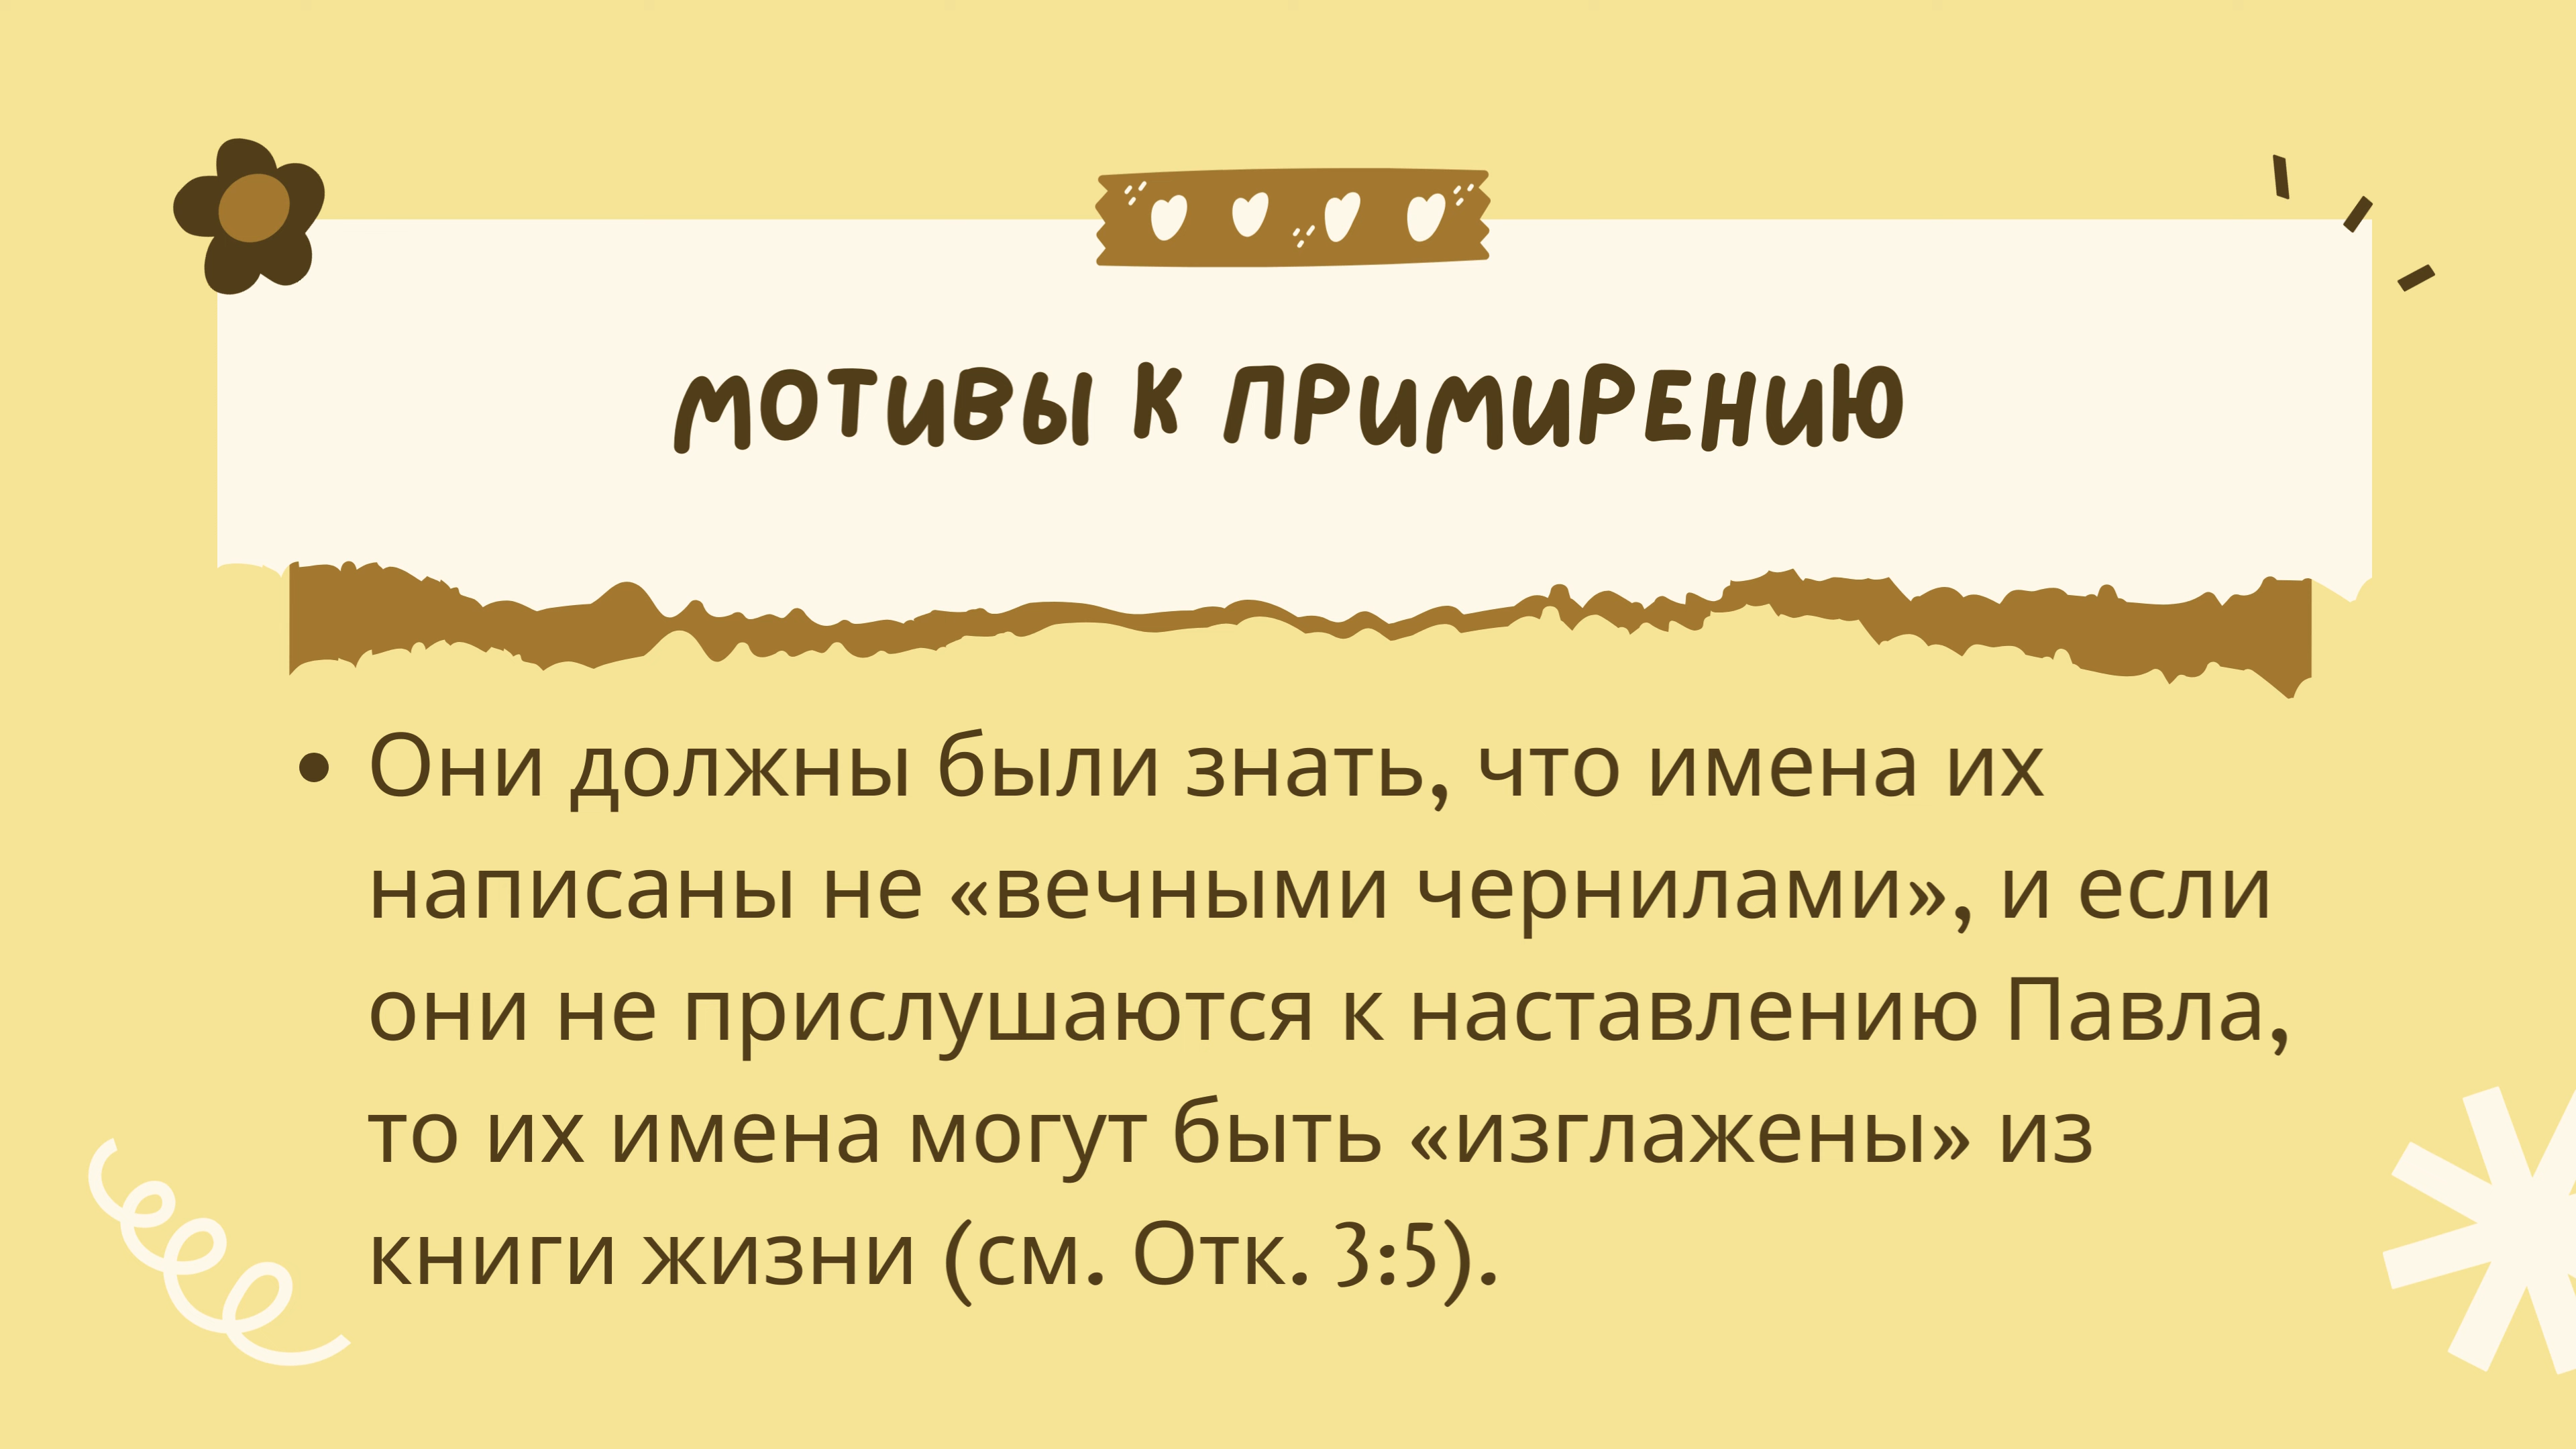 МОТИВЫ К ПРИМИРЕНИЮ
• Они должны были знать, что имена их
написаны не «вечными чернилами», и если
они не прислушаются к наставлению Павла,
то их имена могут быть «изглажены» из
книги жизни (см. Отк. 3:5).